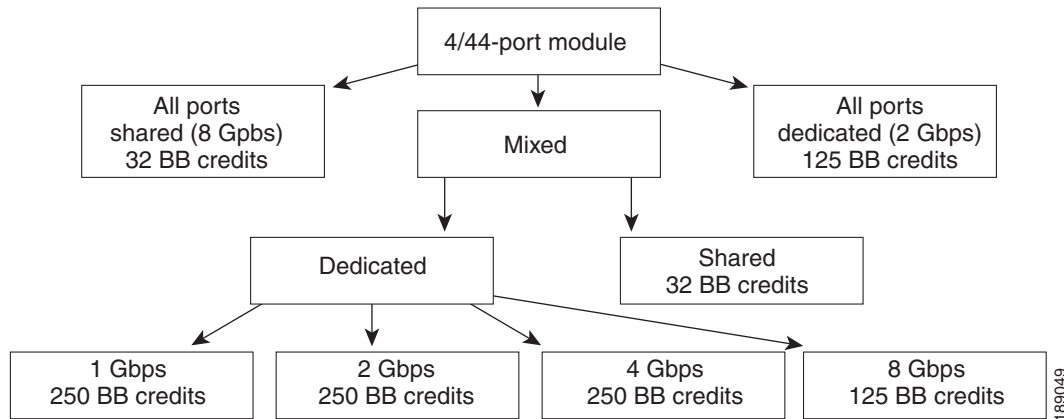 4/44-port module
All ports
shared (8 Gpbs)
32 BB credits
Mixed
All ports
dedicated (2 Gbps)
125 BB credits
Dedicated
Shared
32 BB credits
1 Gbps
250 BB credits
2 Gbps
250 BB credits
4 Gbps
250 BB credits
8 Gbps
125 BB credits
189049